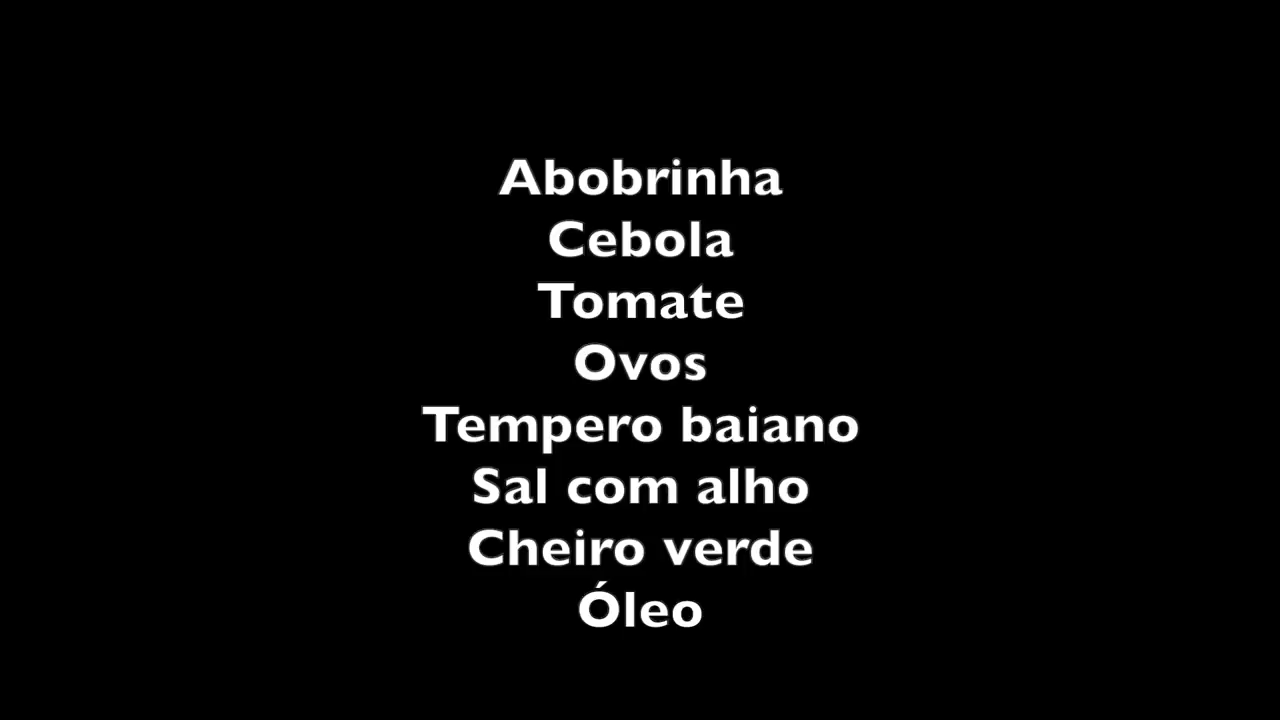 Abobrinha
Cebola
Tomate
Ovos
Tempero baiano
Sal com alho
Cheiro verde
Óleo